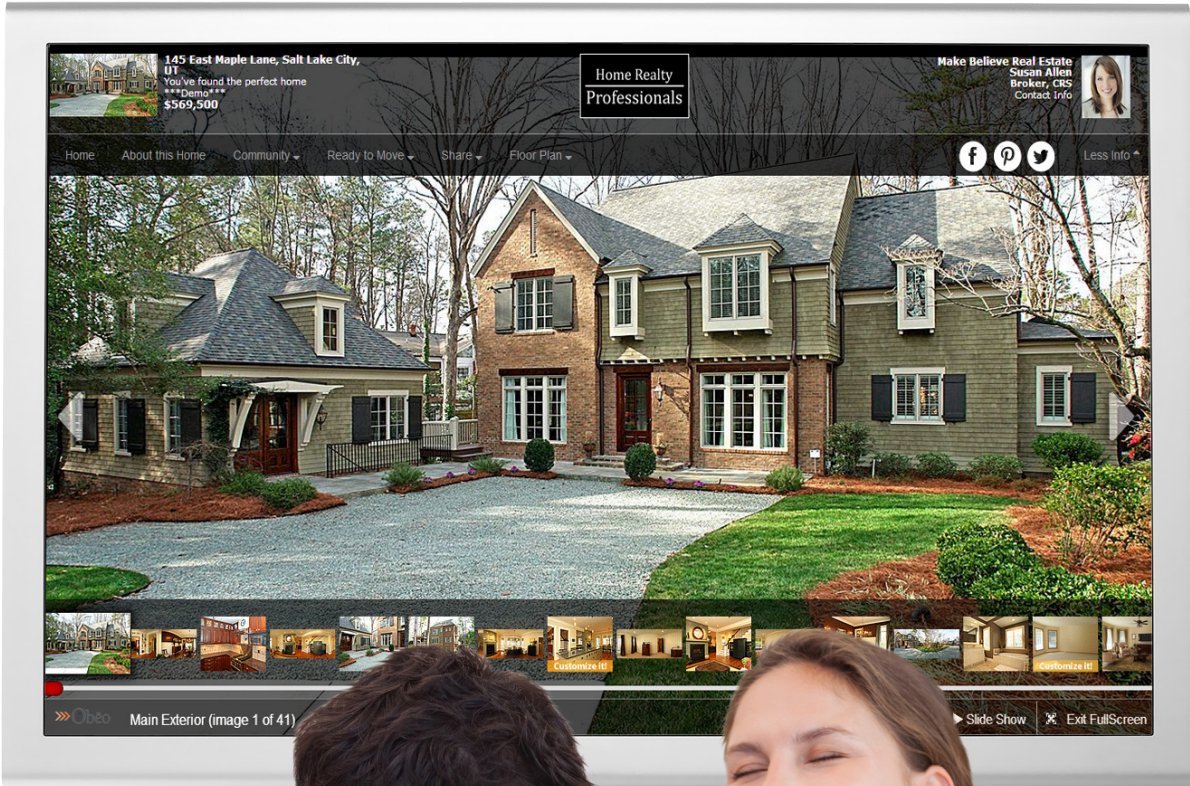 145 East Maple Lane, Salt Lake City,
UT
You've found the perfect home
***Demo***
$569,500
Home Realty
Professionals
Make Believe Real Estate
Susan Allen
Broker, CRS
Contact Info
Home About this Home Community Ready to Move Share Floor Plan Less Info
Customize it! Customize it!
Obeo Main Exterior (image 1 of 41) Slide Show Exit FullScreen